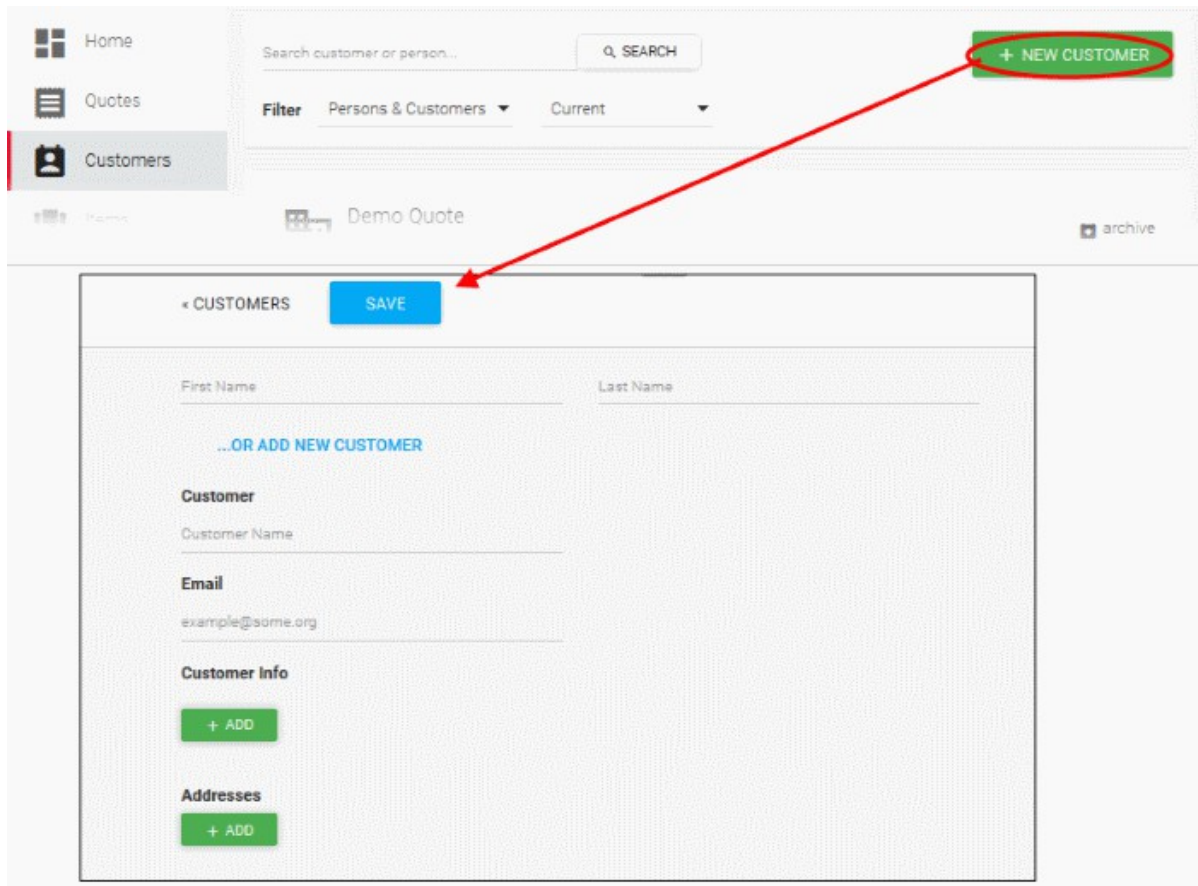 Home
Search customer or person...
SEARCH
+ NEW CUSTOMER
Quotes
Filter Persons & Customers Current
Customers
Items
Demo Quote
archive
« CUSTOMERS
SAVE
First Name Last Name
...OR ADD NEW CUSTOMER
Customer
Customer Name
Email
example@some.org
Customer Info
+ ADD
Addresses
+ ADD